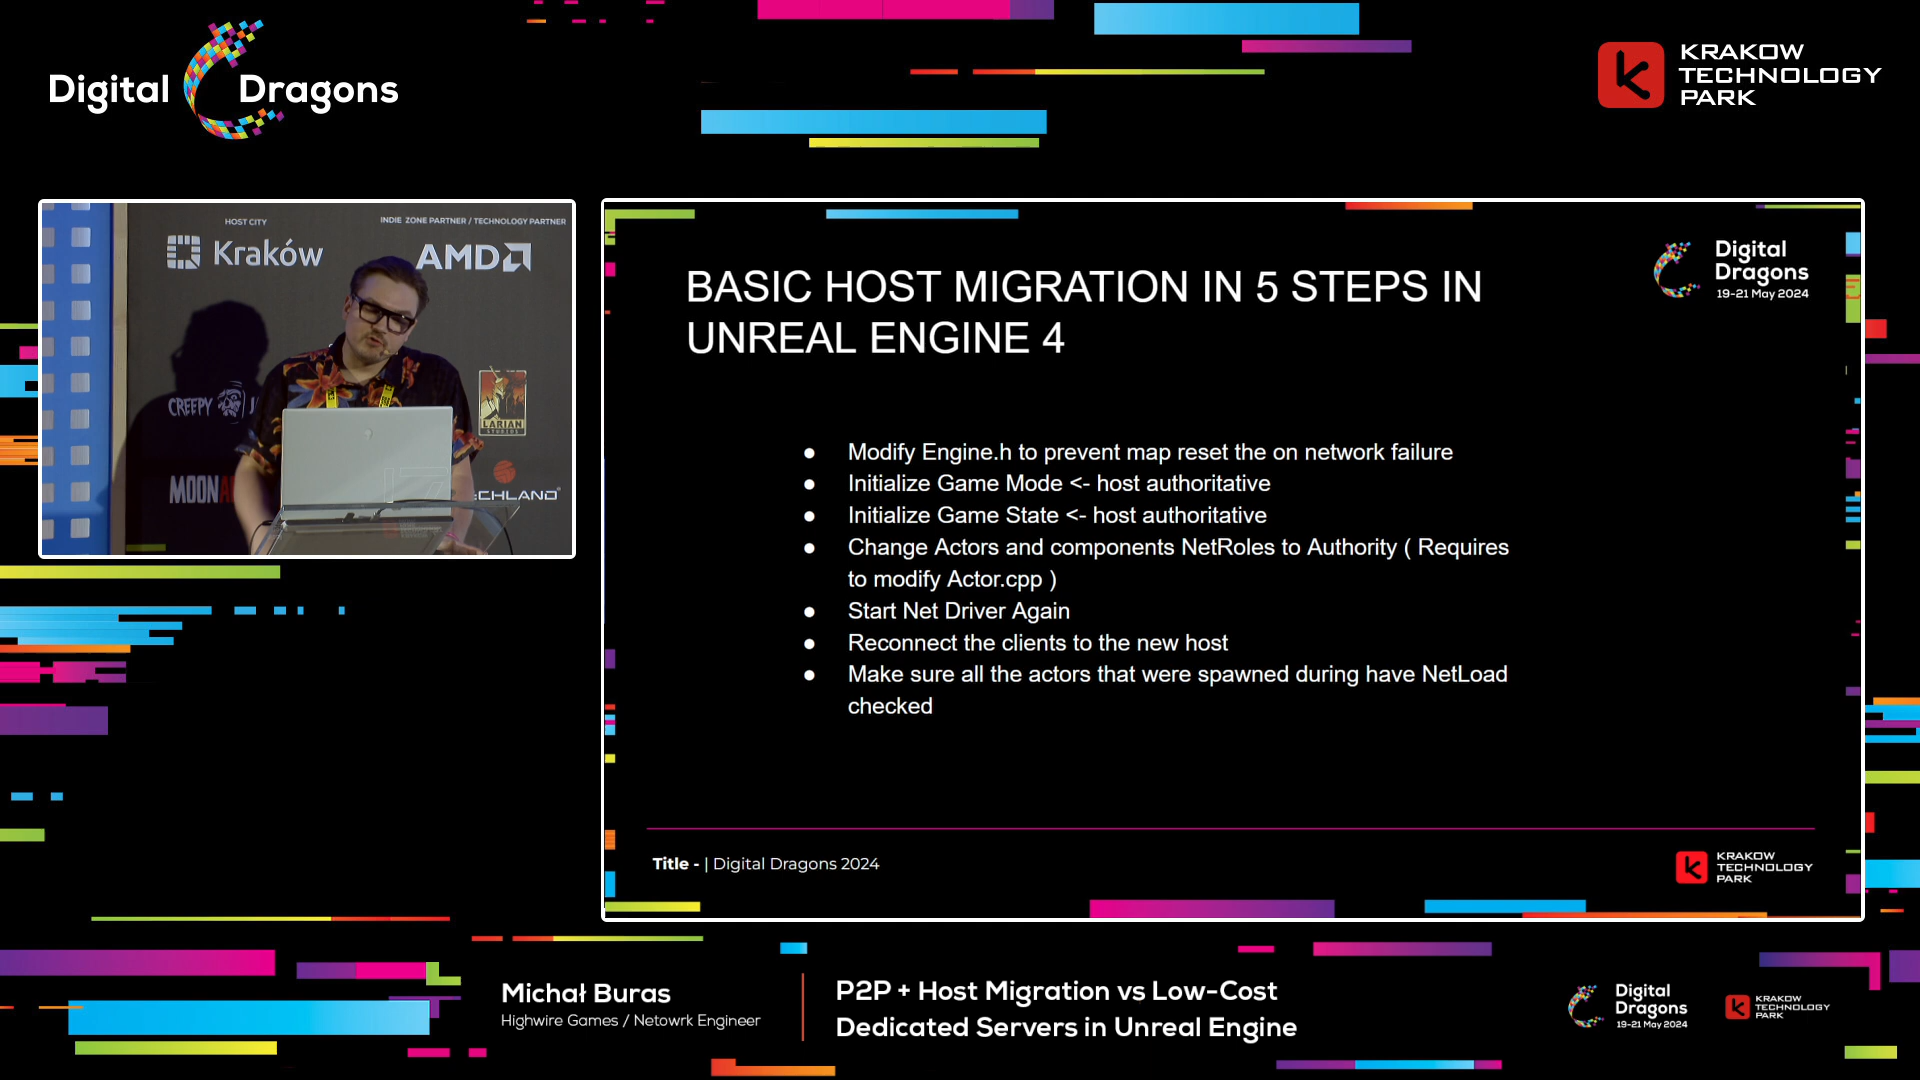 Digital Dragons
KRAKOW
TECHNOLOGY
PARK
HOST CITY
Kraków
INDIE ZONE PARTNER / TECHNOLOGY PARTNER
AMD
CREEPY J
LARIAN
STUDIOS
MOON
CHLAND
BASIC HOST MIGRATION IN 5 STEPS IN
UNREAL ENGINE 4
Digital
Dragons
19-21 May 2024
● Modify Engine.h to prevent map reset the on network failure
● Initialize Game Mode <- host authoritative
● Initialize Game State <- host authoritative
● Change Actors and components NetRoles to Authority ( Requires
to modify Actor.cpp )
● Start Net Driver Again
● Reconnect the clients to the new host
● Make sure all the actors that were spawned during have NetLoad
checked
Title - | Digital Dragons 2024
KRAKOW
TECHNOLOGY
PARK
Michał Buras
Highwire Games / Netowrk Engineer
P2P + Host Migration vs Low-Cost
Dedicated Servers in Unreal Engine
Digital
Dragons
19-21 May 2024
KRAKOW
TECHNOLOGY
PARK